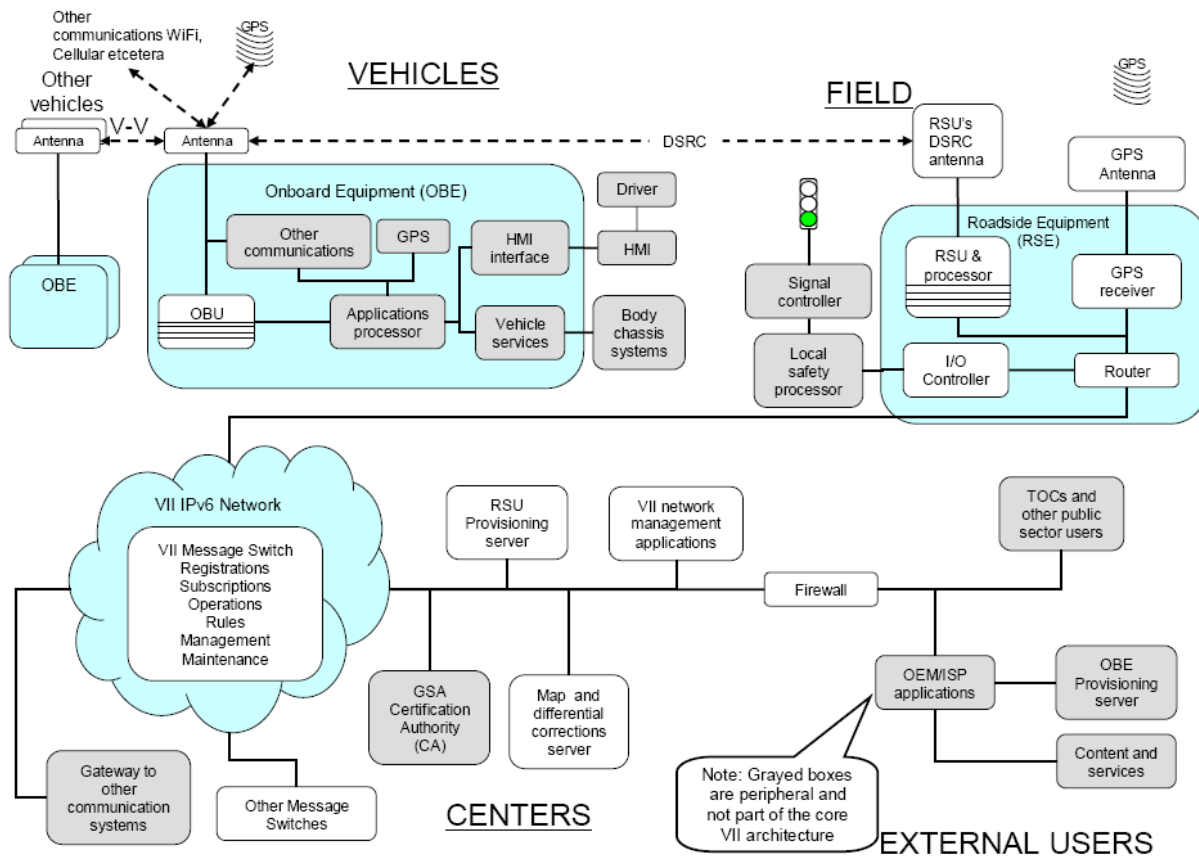 Other
communications WiFi,
Cellular etcetera
GPS
VEHICLES
FIELD
GPS
Other
vehicles
V-V
Antenna
Antenna
DSRC
RSU's
DSRC
antenna
GPS
Antenna
Onboard Equipment (OBE)
Driver
Other
communications
GPS
HMI
interface
HMI
OBE
OBU
Applications
processor
Vehicle
services
Body
chassis
systems
Roadside Equipment
(RSE)
Signal
controller
RSU &
processor
GPS
receiver
Local
safety
processor
I/O
Controller
Router
VII IPv6 Network
VII Message Switch
Registrations
Subscriptions
Operations
Rules
Management
Maintenance
RSU
Provisioning
server
VII network
management
applications
TOCs and
other public
sector users
Firewall
GSA
Certification
Authority
(CA)
Map and
differential
corrections
server
OEM/ISP
applications
OBE
Provisioning
server
Content and
services
Gateway to
other
communication
systems
Other Message
Switches
CENTERS
Note: Grayed boxes
are peripheral and
not part of the core
VII architecture
EXTERNAL USERS